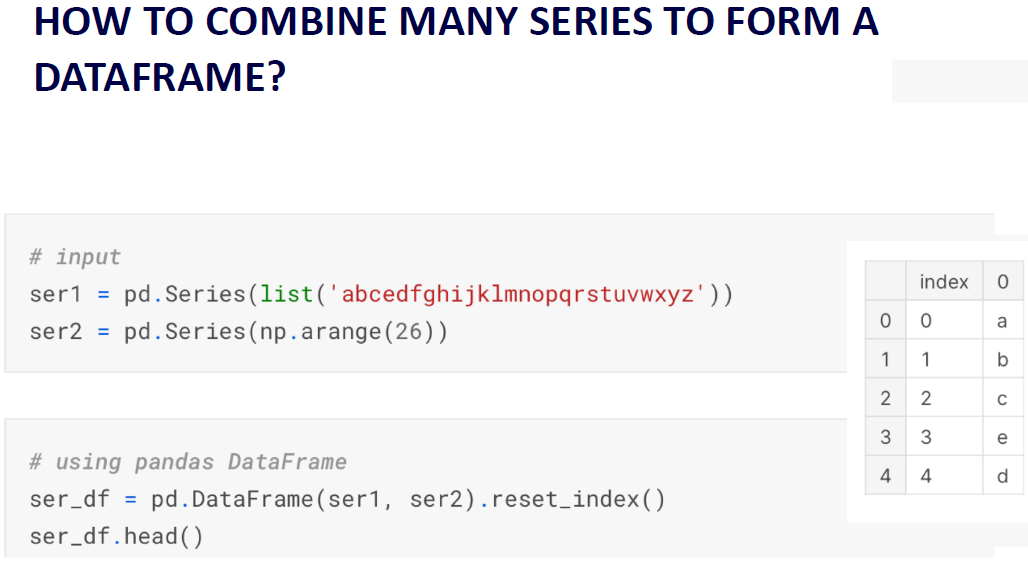 HOW TO COMBINE MANY SERIES TO FORM A
DATAFRAME?
# input
ser1 = pd.Series(list('abcedfghijklmnopqrstuvwxyz'))
ser2 = pd.Series(np.arange(26))
# using pandas DataFrame
ser_df = pd.DataFrame(ser1, ser2).reset_index()
ser_df.head()
index 0
0 0 a
1 1 b
2 2 c
3 3 e
4 4 d